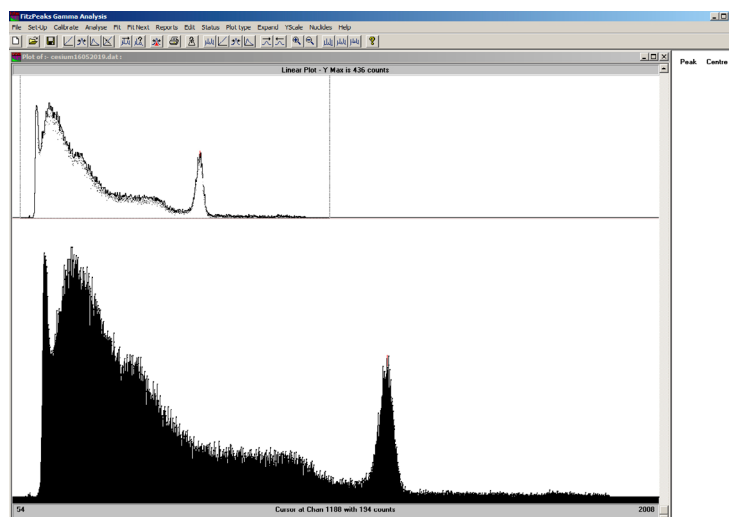 FitzPeaks Gamma Analysis
File Set-Up Calibrate Analyse Fit Fit Next Reports Edit Status Plot type Expand YScale Nuclides Help
Plot of :- cesium16052019.dat :
Linear Plot - Y Max is 436 counts
Peak Centre
54 Cursor at Chan 1188 with 194 counts 2008